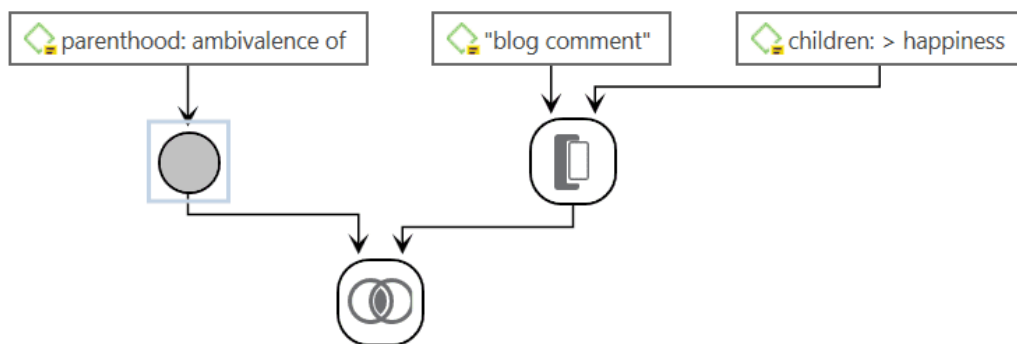 parenthood: ambivalence of
"blog comment"
children: > happiness